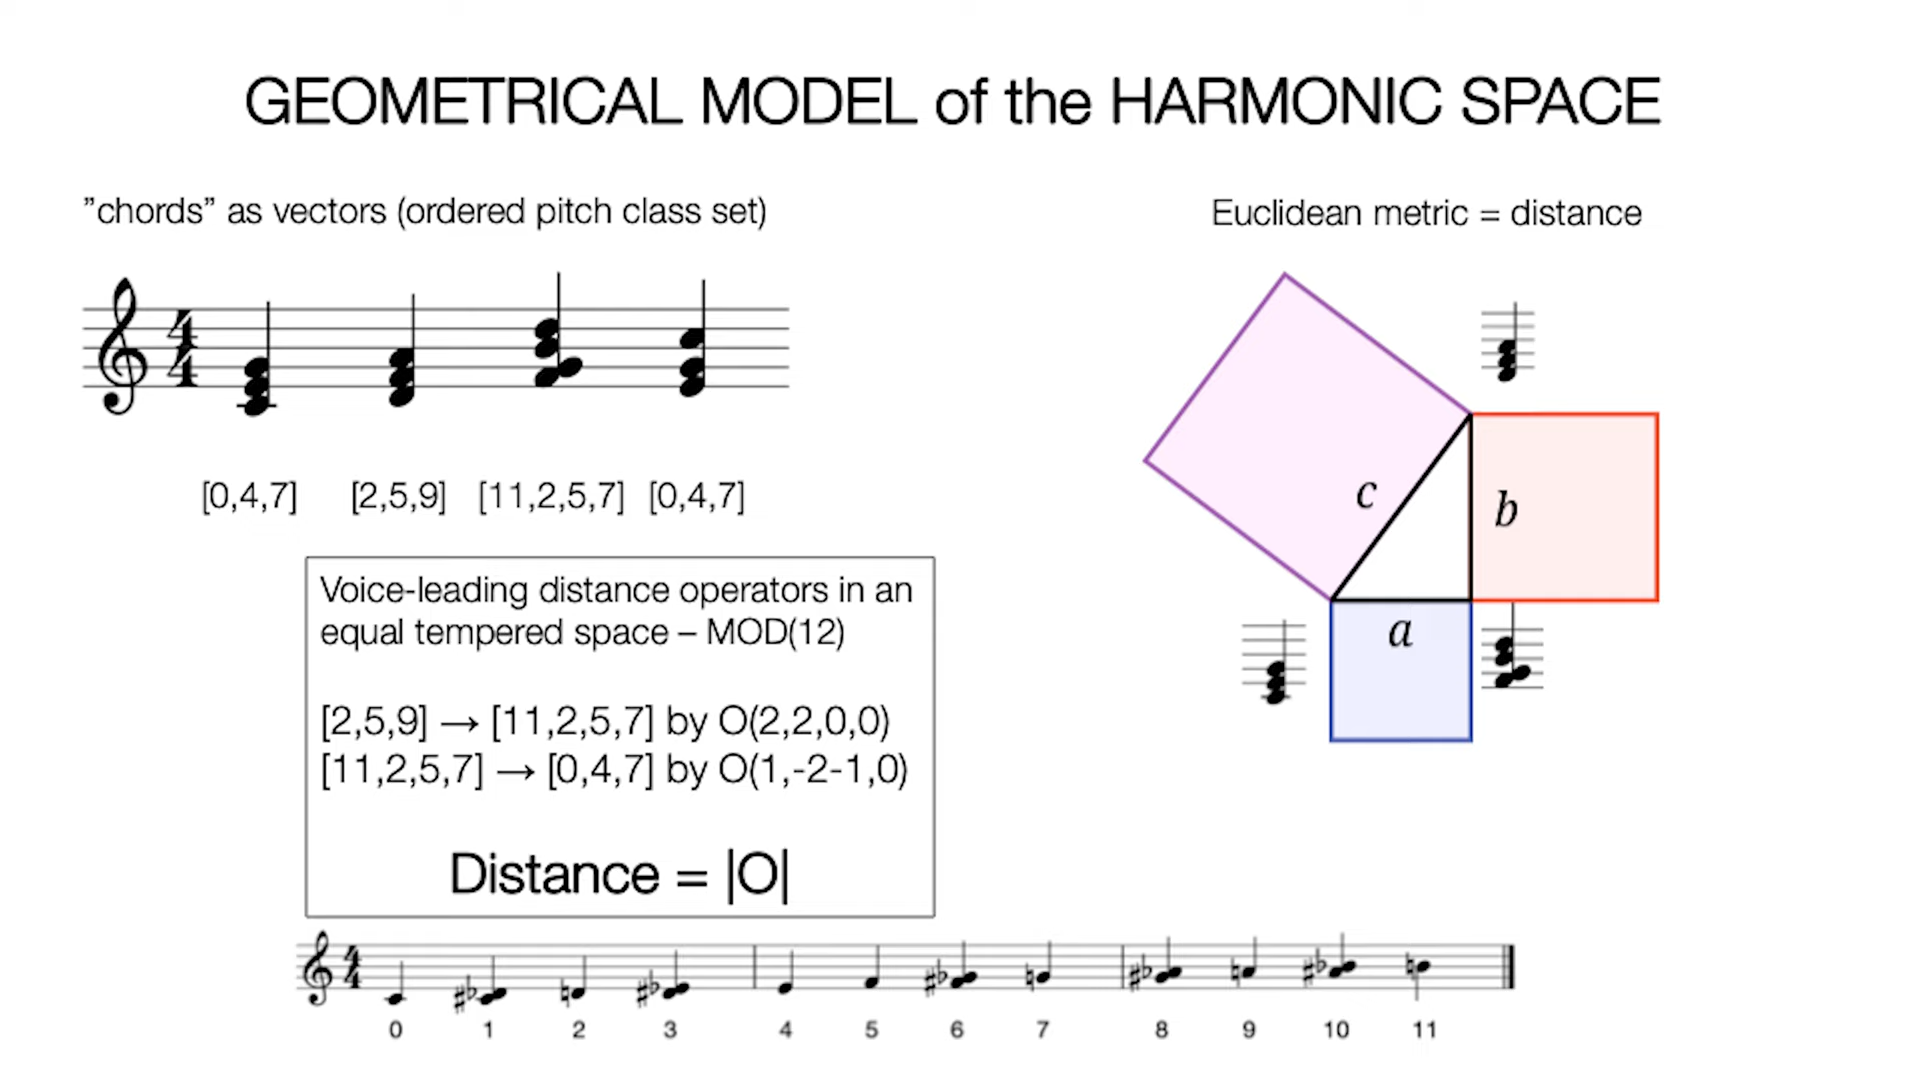 GEOMETRICAL MODEL of the HARMONIC SPACE
”chords” as vectors (ordered pitch class set)
Euclidean metric = distance
4
4
[0,4,7] [2,5,9] [11,2,5,7] [0,4,7]
c
b
a
Voice-leading distance operators in an
equal tempered space – MOD(12)
[2,5,9] → [11,2,5,7] by O(2,2,0,0)
[11,2,5,7] → [0,4,7] by O(1,-2-1,0)
Distance = |O|
4
4
0 1 2 3 4 5 6 7 8 9 10 11